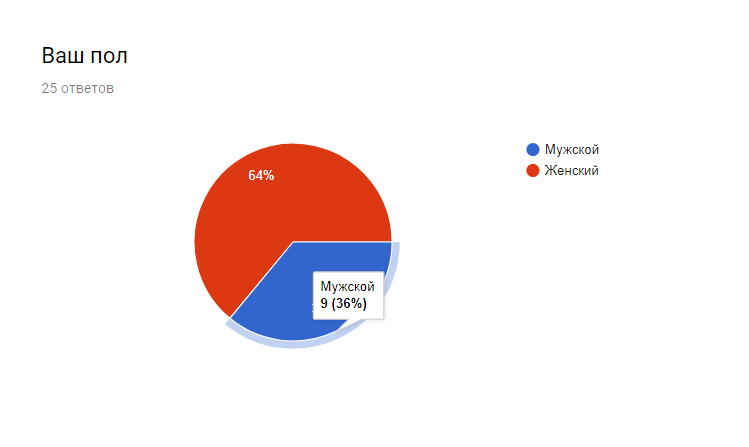 Ваш пол
25 ответов
Мужской
Женский
64%
Мужской
9 (36%)